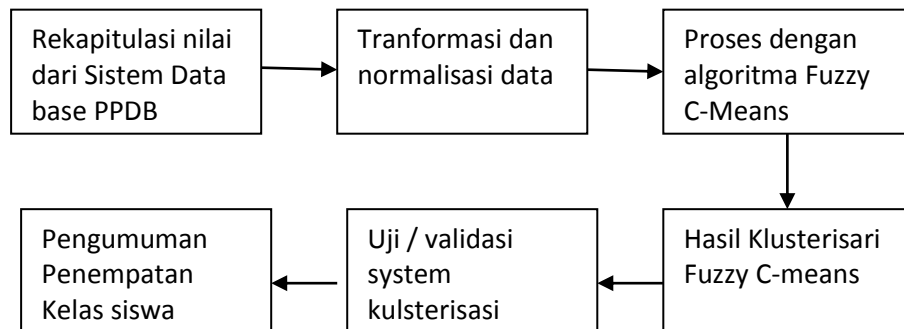 Rekapitulasi nilai
dari Sistem Data
base PPDB
Tranformasi dan
normalisasi data
Proses dengan
algoritma Fuzzy
C-Means
Hasil Klusterisari
Fuzzy C-means
Uji / validasi
system
kulsterisasi
Pengumuman
Penempatan
Kelas siswa